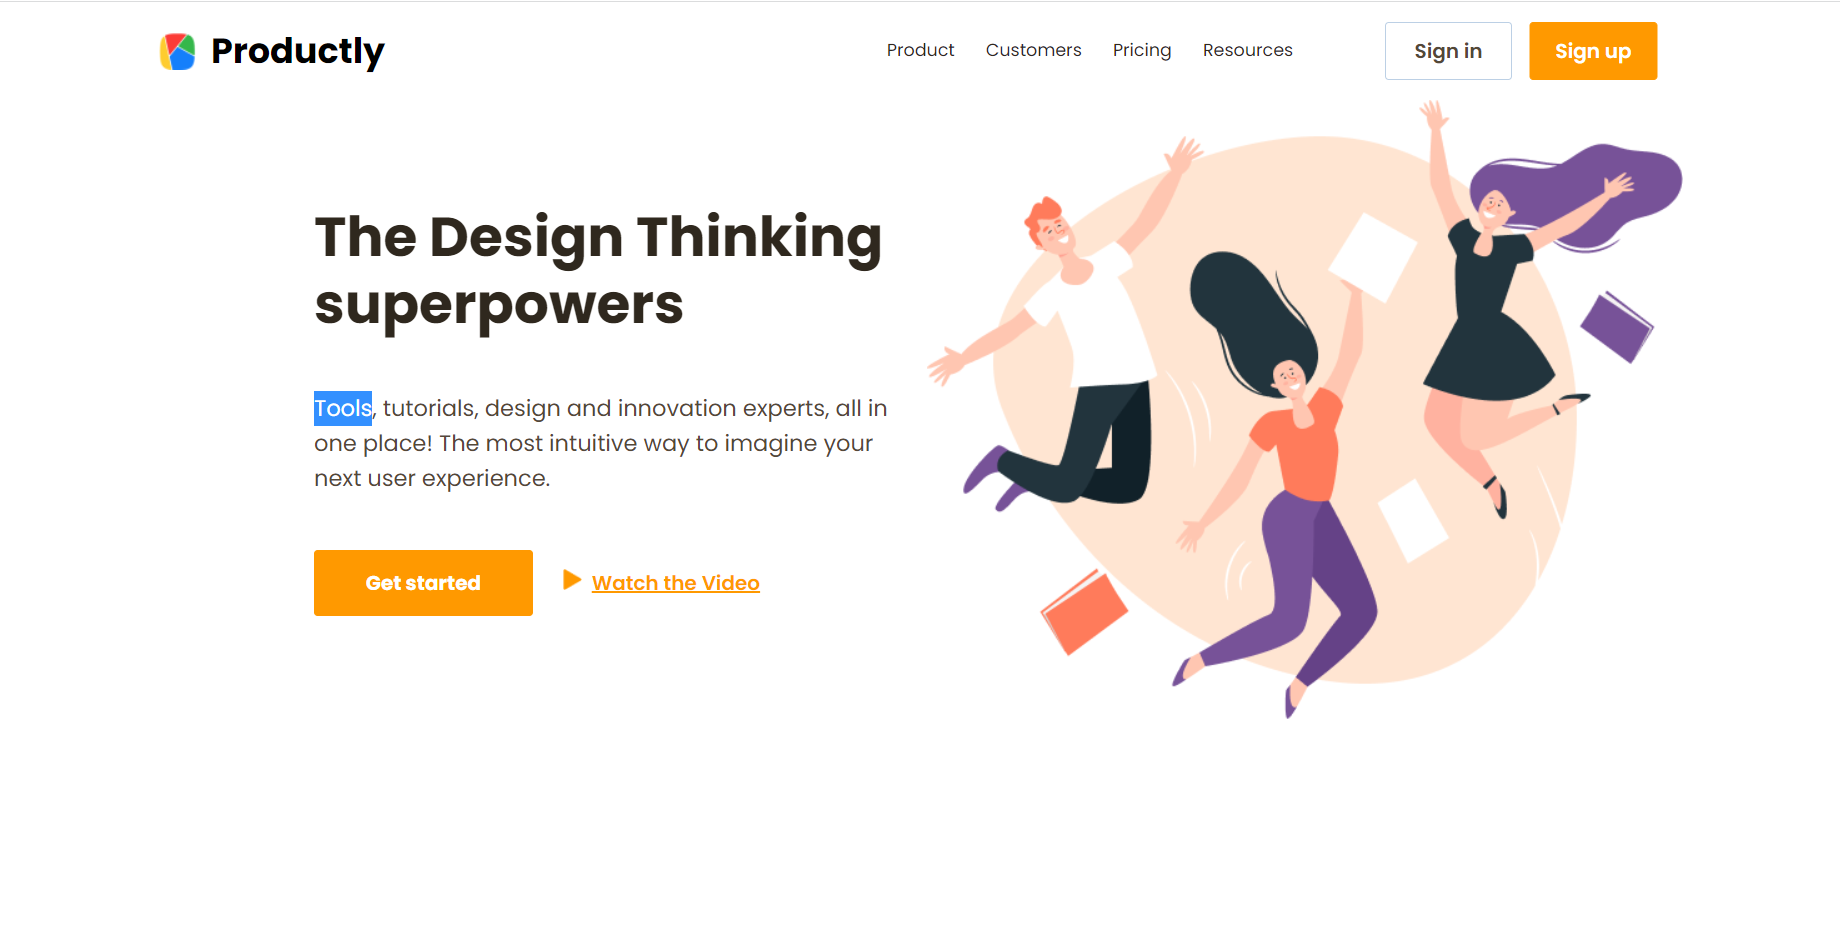 Productly
Product Customers Pricing Resources Sign in Sign up
The Design Thinking
superpowers
Tools, tutorials, design and innovation experts, all in
one place! The most intuitive way to imagine your
next user experience.
Get started Watch the Video